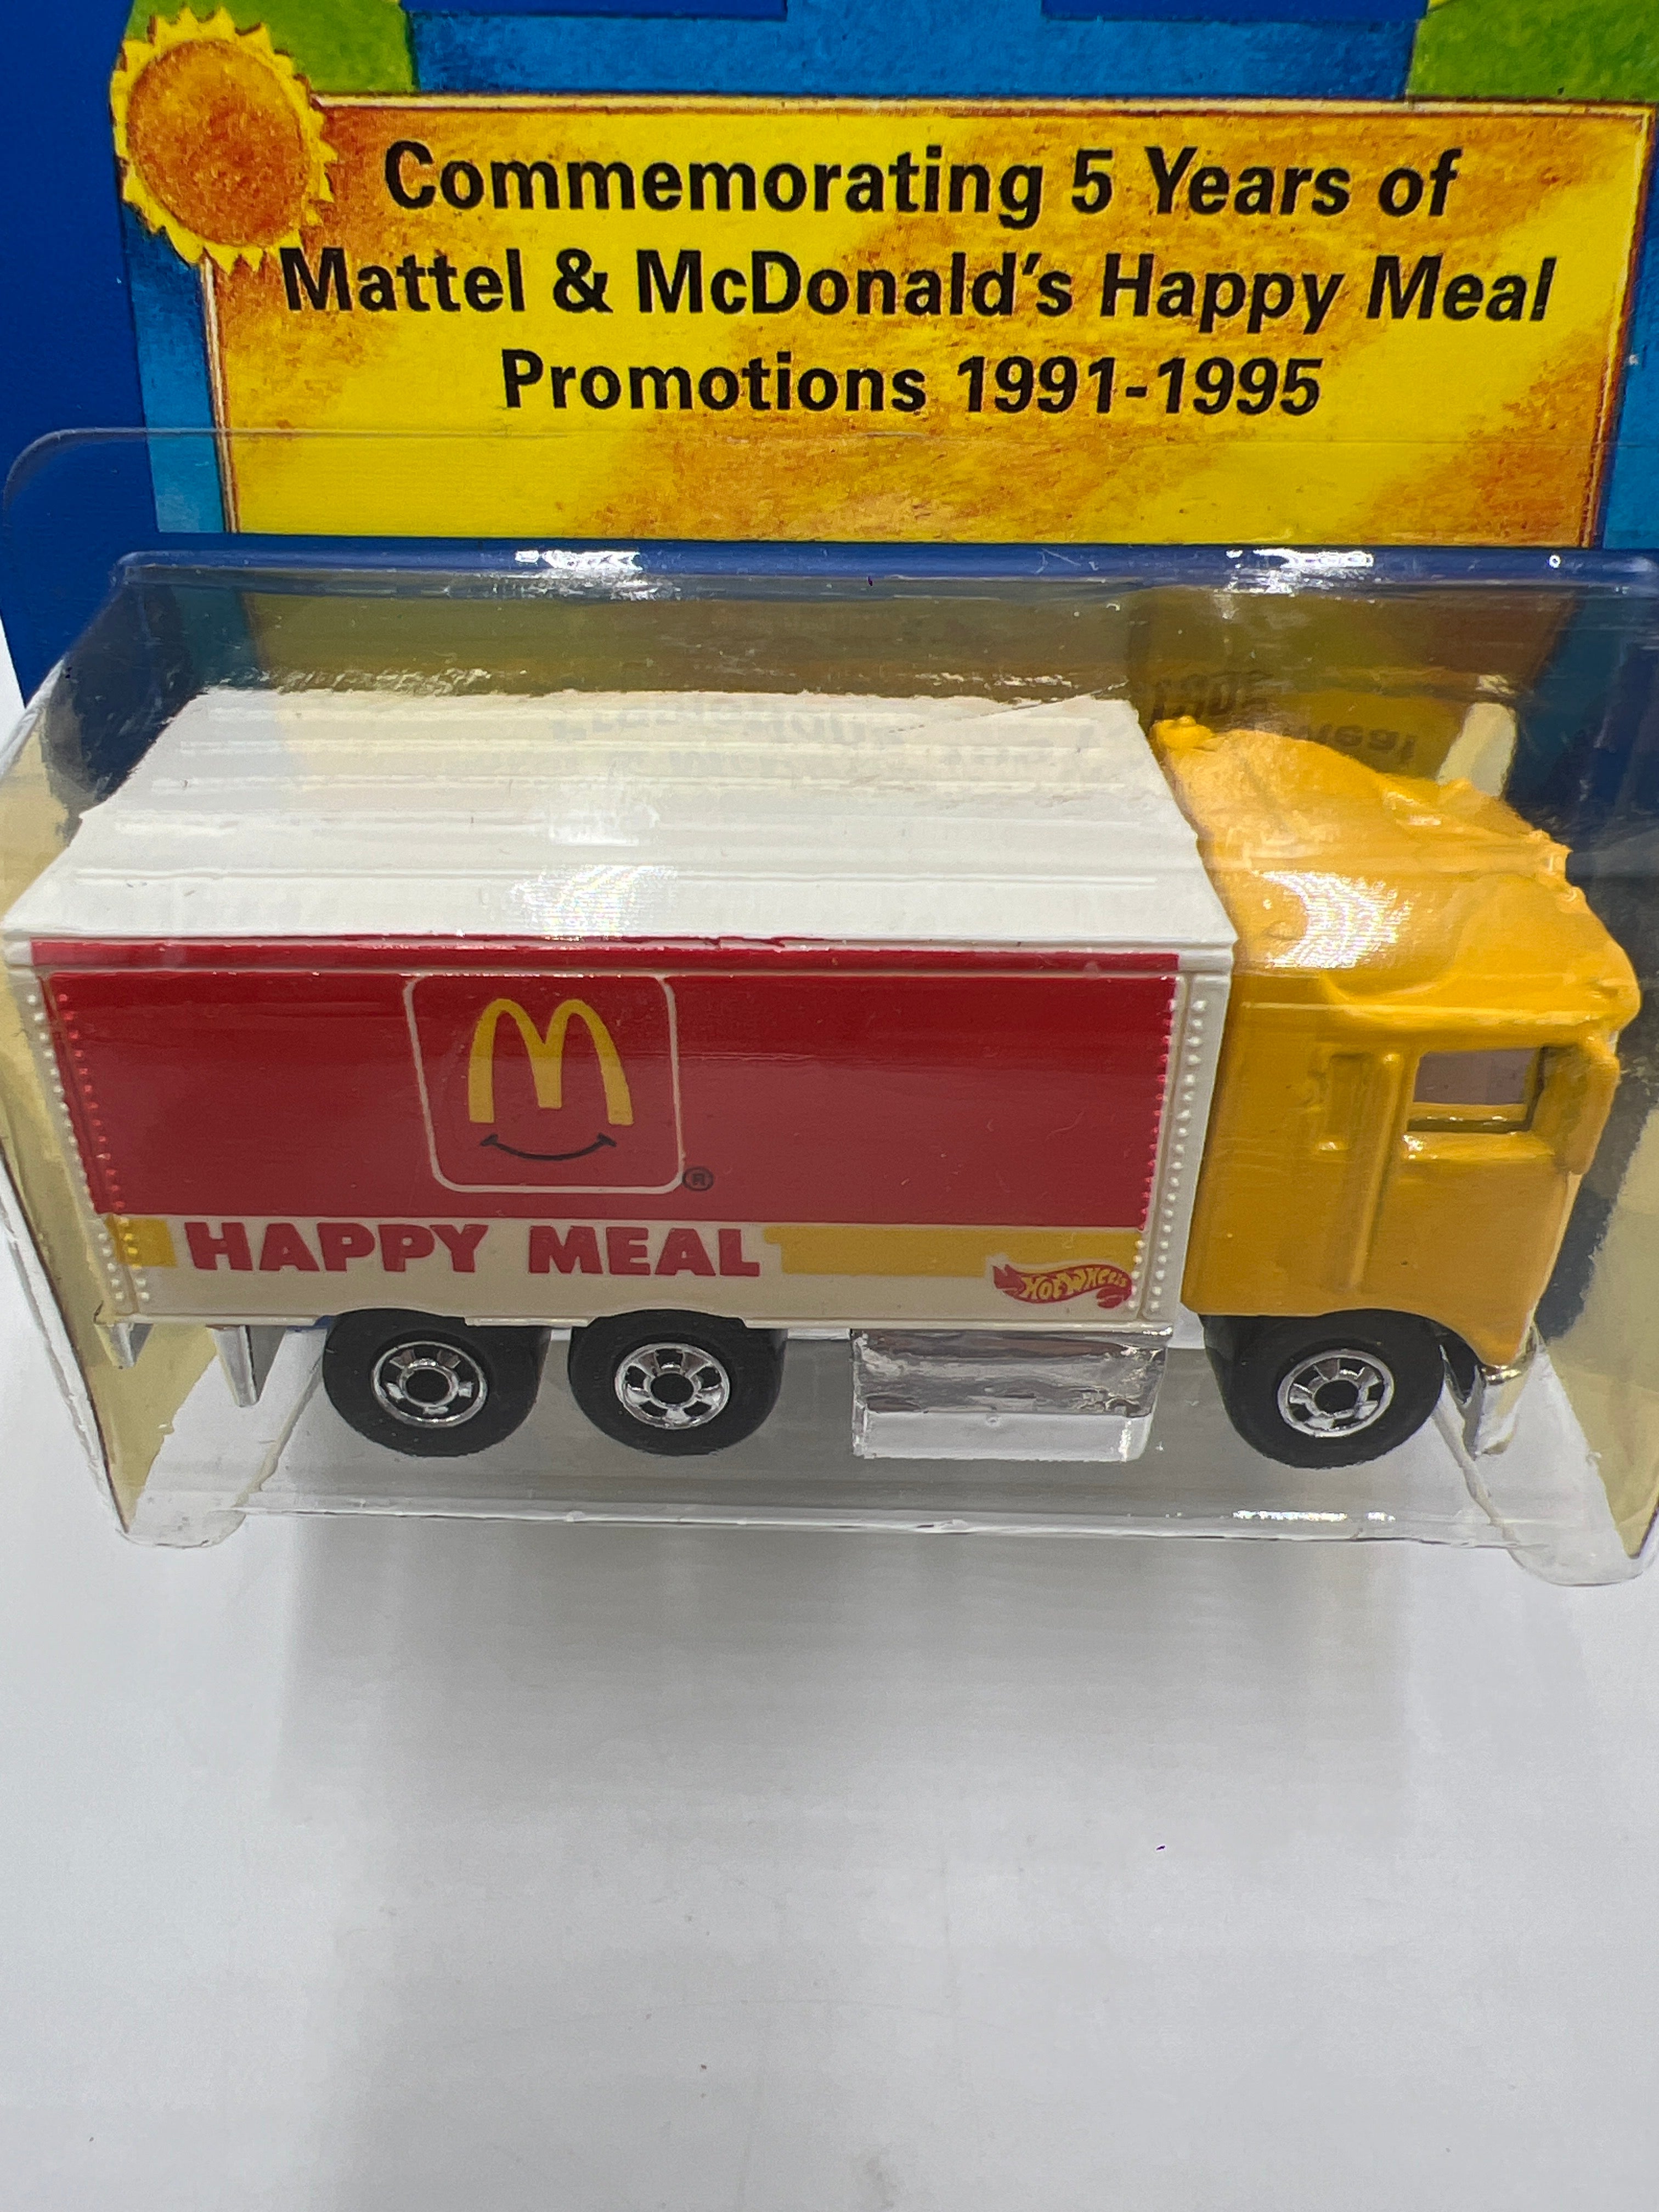 Commemorating 5 Years of
Mattel & McDonald's Happy Meal
Promotions 1991-1995
M
®
HAPPY MEAL
HOT WHEELS